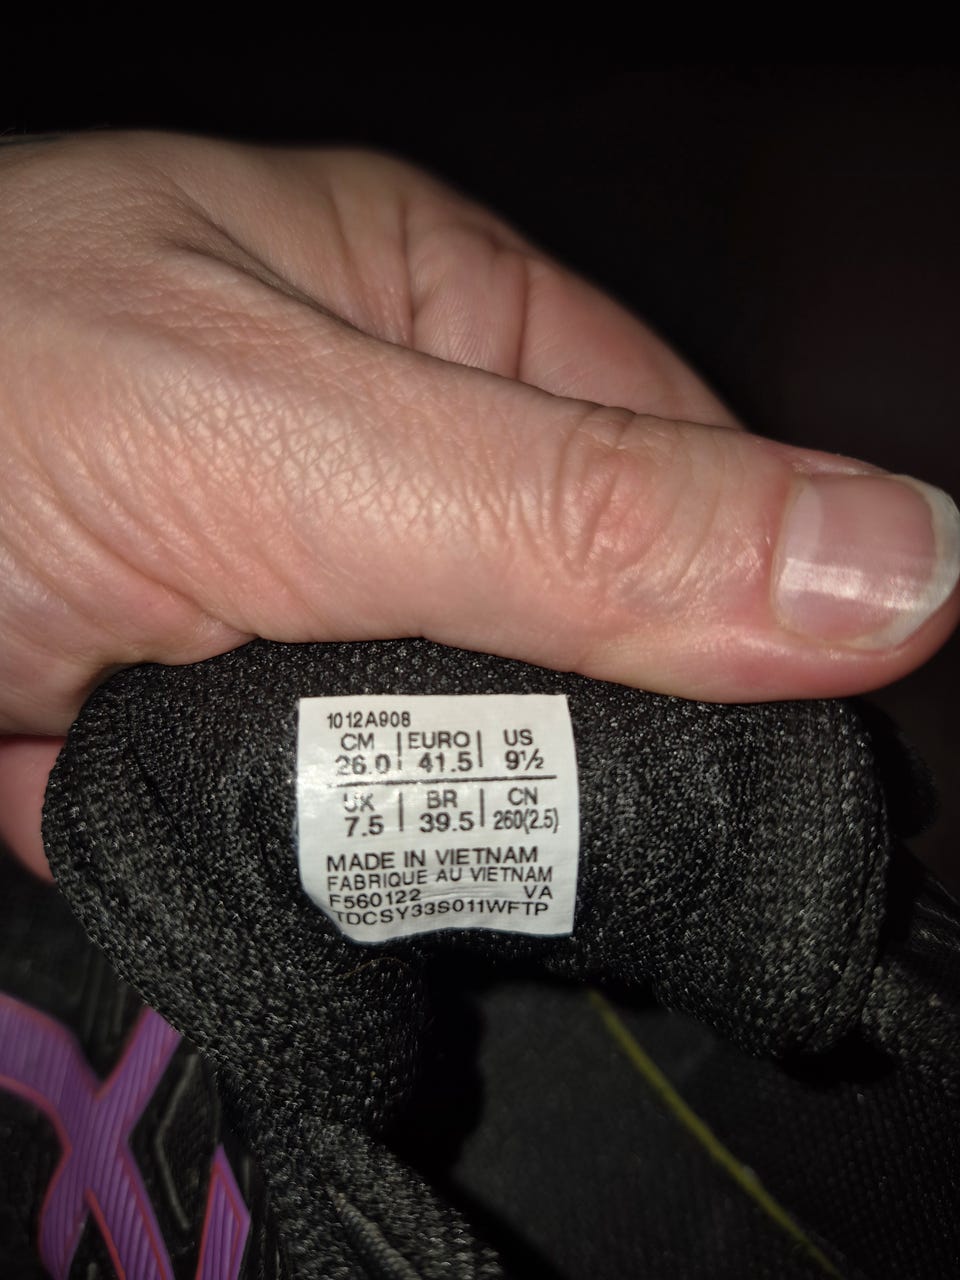 1012A908
CM | EURO | US
26.0 | 41.5 | 9½
UK | BR | CN
7.5 | 39.5 | 260(2.5)
MADE IN VIETNAM
FABRIQUE AU VIETNAM
F560122 VA
TDCSY33S011WFTP